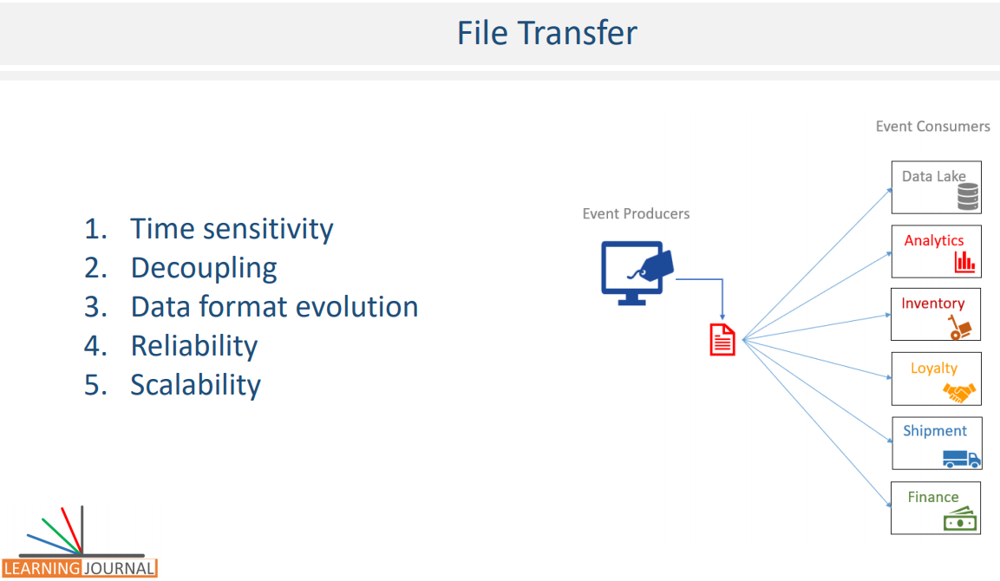 File Transfer
1. Time sensitivity
2. Decoupling
3. Data format evolution
4. Reliability
5. Scalability
Event Producers
Event Consumers
Data Lake
Analytics
Inventory
Loyalty
Shipment
Finance
LEARNING JOURNAL